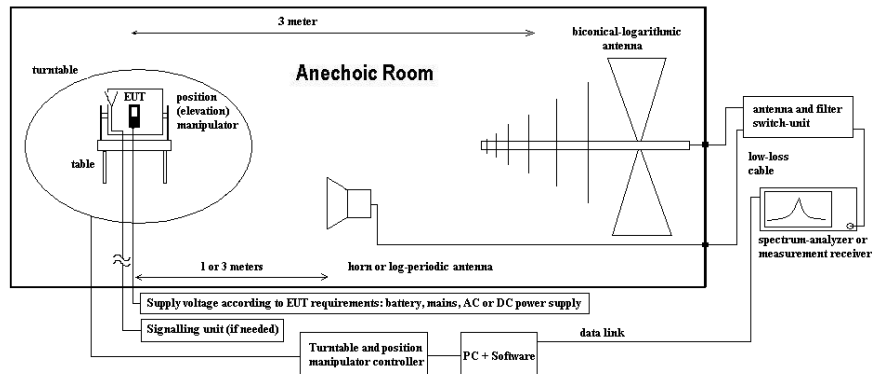 3 meter
biconical-logarithmic
antenna
Anechoic Room
turntable
EUT
position
(elevation)
manipulator
table
antenna and filter
switch-unit
low-loss
cable
spectrum-analyzer or
measurement receiver
1 or 3 meters
horn or log-periodic antenna
Supply voltage according to EUT requirements: battery, mains, AC or DC power supply
Signalling unit (if needed)
data link
Turntable and position
manipulator controller
PC + Software